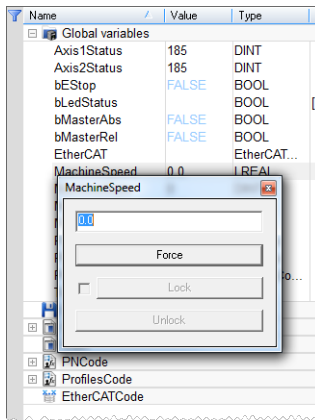 Name / Value Type
Global variables
Axis1Status 185 DINT
Axis2Status 185 DINT
bEStop FALSE BOOL
bLedStatus BOOL
bMasterAbs FALSE BOOL
bMasterRel FALSE BOOL
EtherCAT EtherCAT...
MachineSpeed 0.0 LREAL
MachineSpeed
0.0
Force
Lock
Unlock
PNCode
ProfilesCode
EtherCATCode